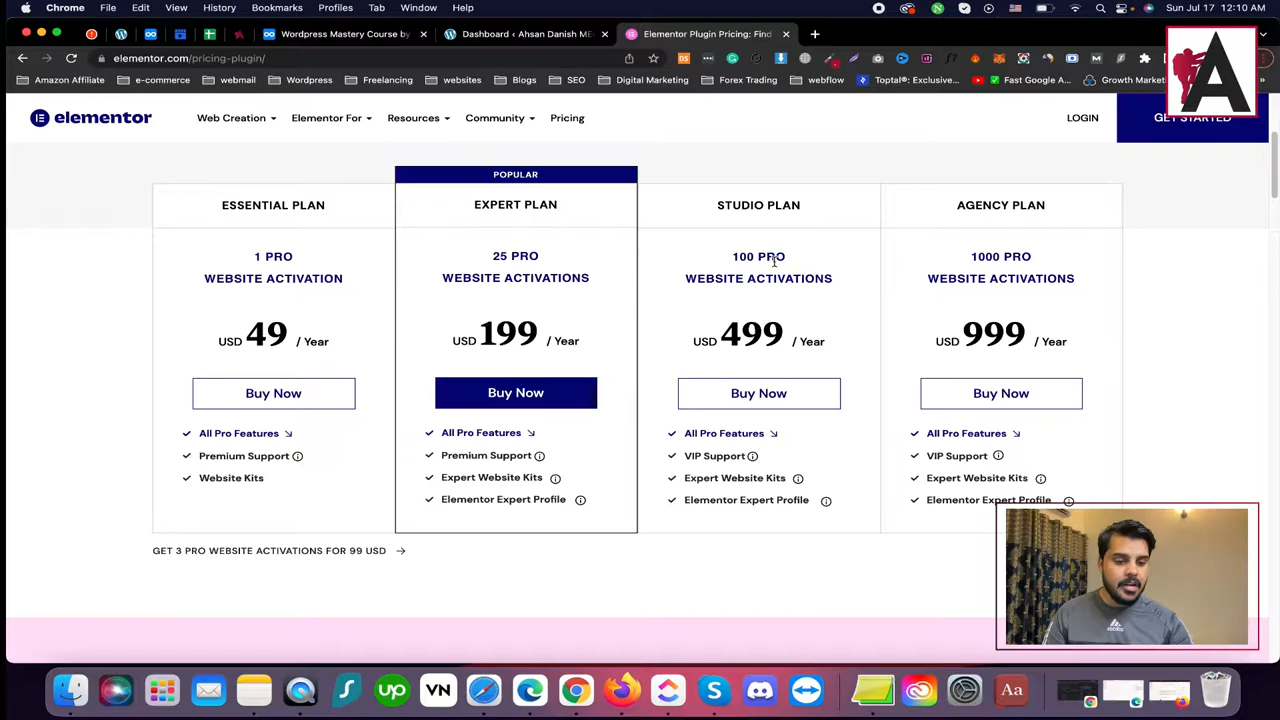 Chrome File Edit View History Bookmarks Profiles Tab Window Help
Sun Jul 17 12:10 AM
Wordpress Mastery Course by
Dashboard ‹ Ahsan Danish M
Elementor Plugin Pricing: Find
elementor.com/pricing-plugin/
Amazon Affiliate e-commerce webmail Wordpress Freelancing websites Blogs SEO Digital Marketing Forex Trading webflow Toptal®: Exclusive... Fast Google A... Growth Market
A
elementor
Web Creation Elementor For Resources Community Pricing
LOGIN
GET STARTED
POPULAR
ESSENTIAL PLAN EXPERT PLAN STUDIO PLAN AGENCY PLAN
1 PRO 25 PRO 100 PRO 1000 PRO
WEBSITE ACTIVATION WEBSITE ACTIVATIONS WEBSITE ACTIVATIONS WEBSITE ACTIVATIONS
USD 49 / Year USD 199 / Year USD 499 / Year USD 999 / Year
Buy Now Buy Now Buy Now Buy Now
All Pro Features All Pro Features All Pro Features All Pro Features
Premium Support Premium Support VIP Support VIP Support
Website Kits Expert Website Kits Expert Website Kits Expert Website Kits
Elementor Expert Profile Elementor Expert Profile Elementor Expert Profile
GET 3 PRO WEBSITE ACTIVATIONS FOR 99 USD
adidas
up VN Aa